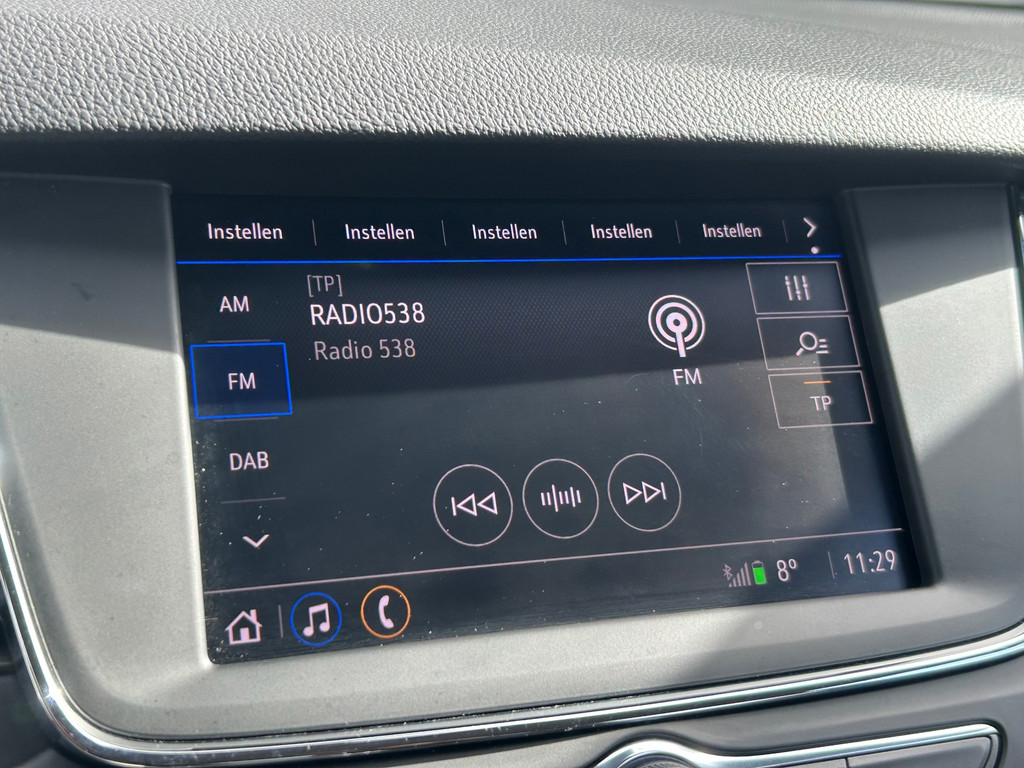 Instellen Instellen Instellen Instellen Instellen
[TP]
AM
RADIO538
Radio 538
FM
FM
TP
DAB
8° 11:29